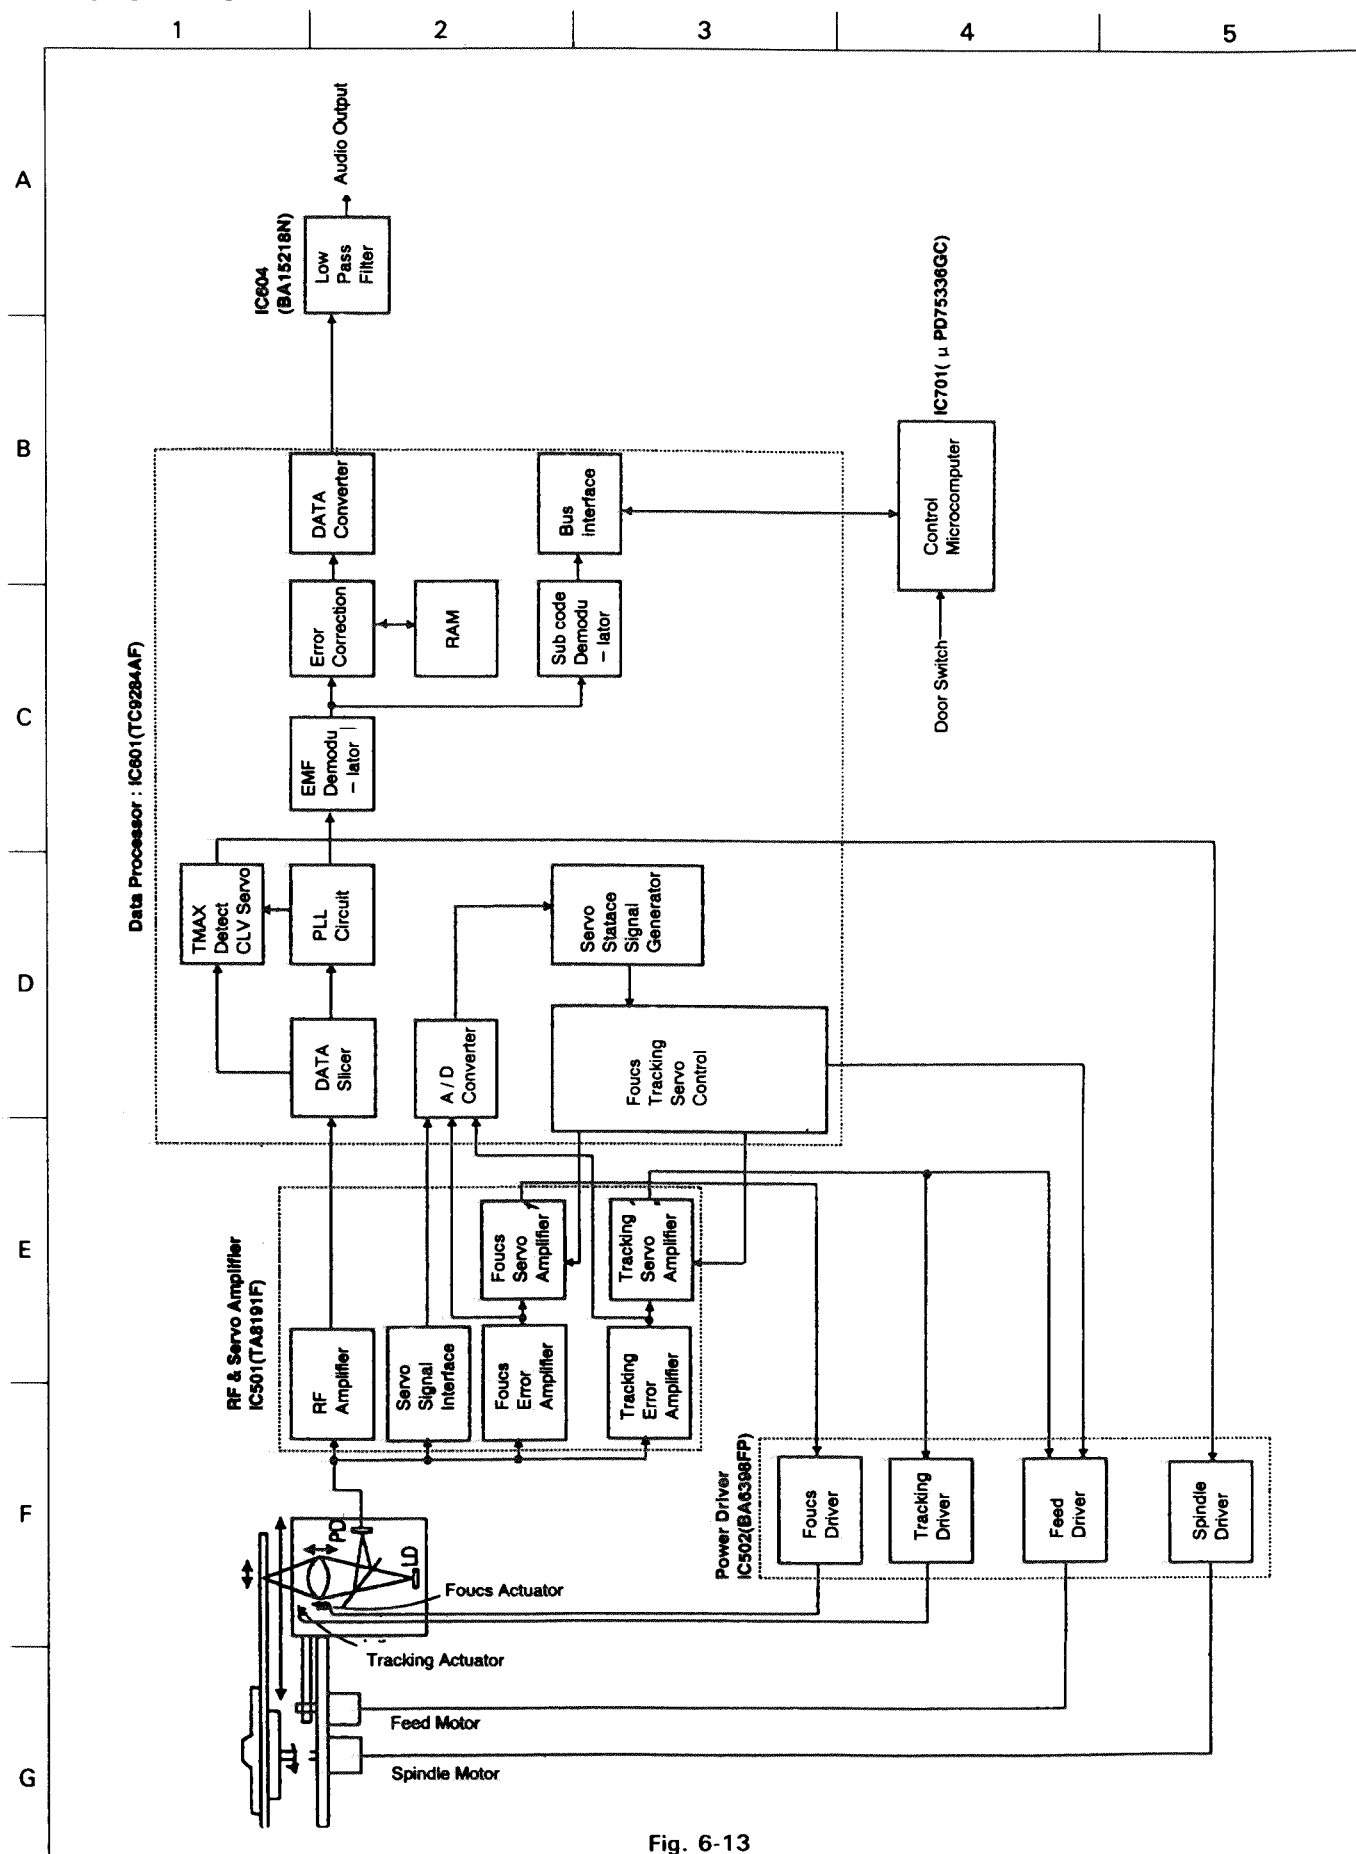 1
2
3
4
5
A
B
C
D
E
F
G
Audio Output
IC604
(BA15218N)
Low
Pass
Filter
IC701( μ PD75336GC)
Control
Microcomputer
Door Switch
Data Processor : IC601(TC9284AF)
DATA
Converter
Bus
interface
Error
Correction
RAM
Sub code
Demodu
- lator
EMF
Demodu
- lator
TMAX
Detect
CLV Servo
PLL
Circuit
Servo
Statace
Signal
Generator
DATA
Slicer
A / D
Converter
Foucs
Tracking
Servo
Control
RF & Servo Amplifier
IC501(TA8191F)
Foucs
Servo
Amplifier
Tracking
Servo
Amplifier
RF
Amplifier
Servo
Signal
Interface
Foucs
Error
Amplifier
Tracking
Error
Amplifier
Power Driver
IC502(BA6398FP)
Foucs
Driver
Tracking
Driver
Feed
Driver
Spindle
Driver
PD
LD
Foucs Actuator
Tracking Actuator
Feed Motor
Spindle Motor
Fig. 6-13